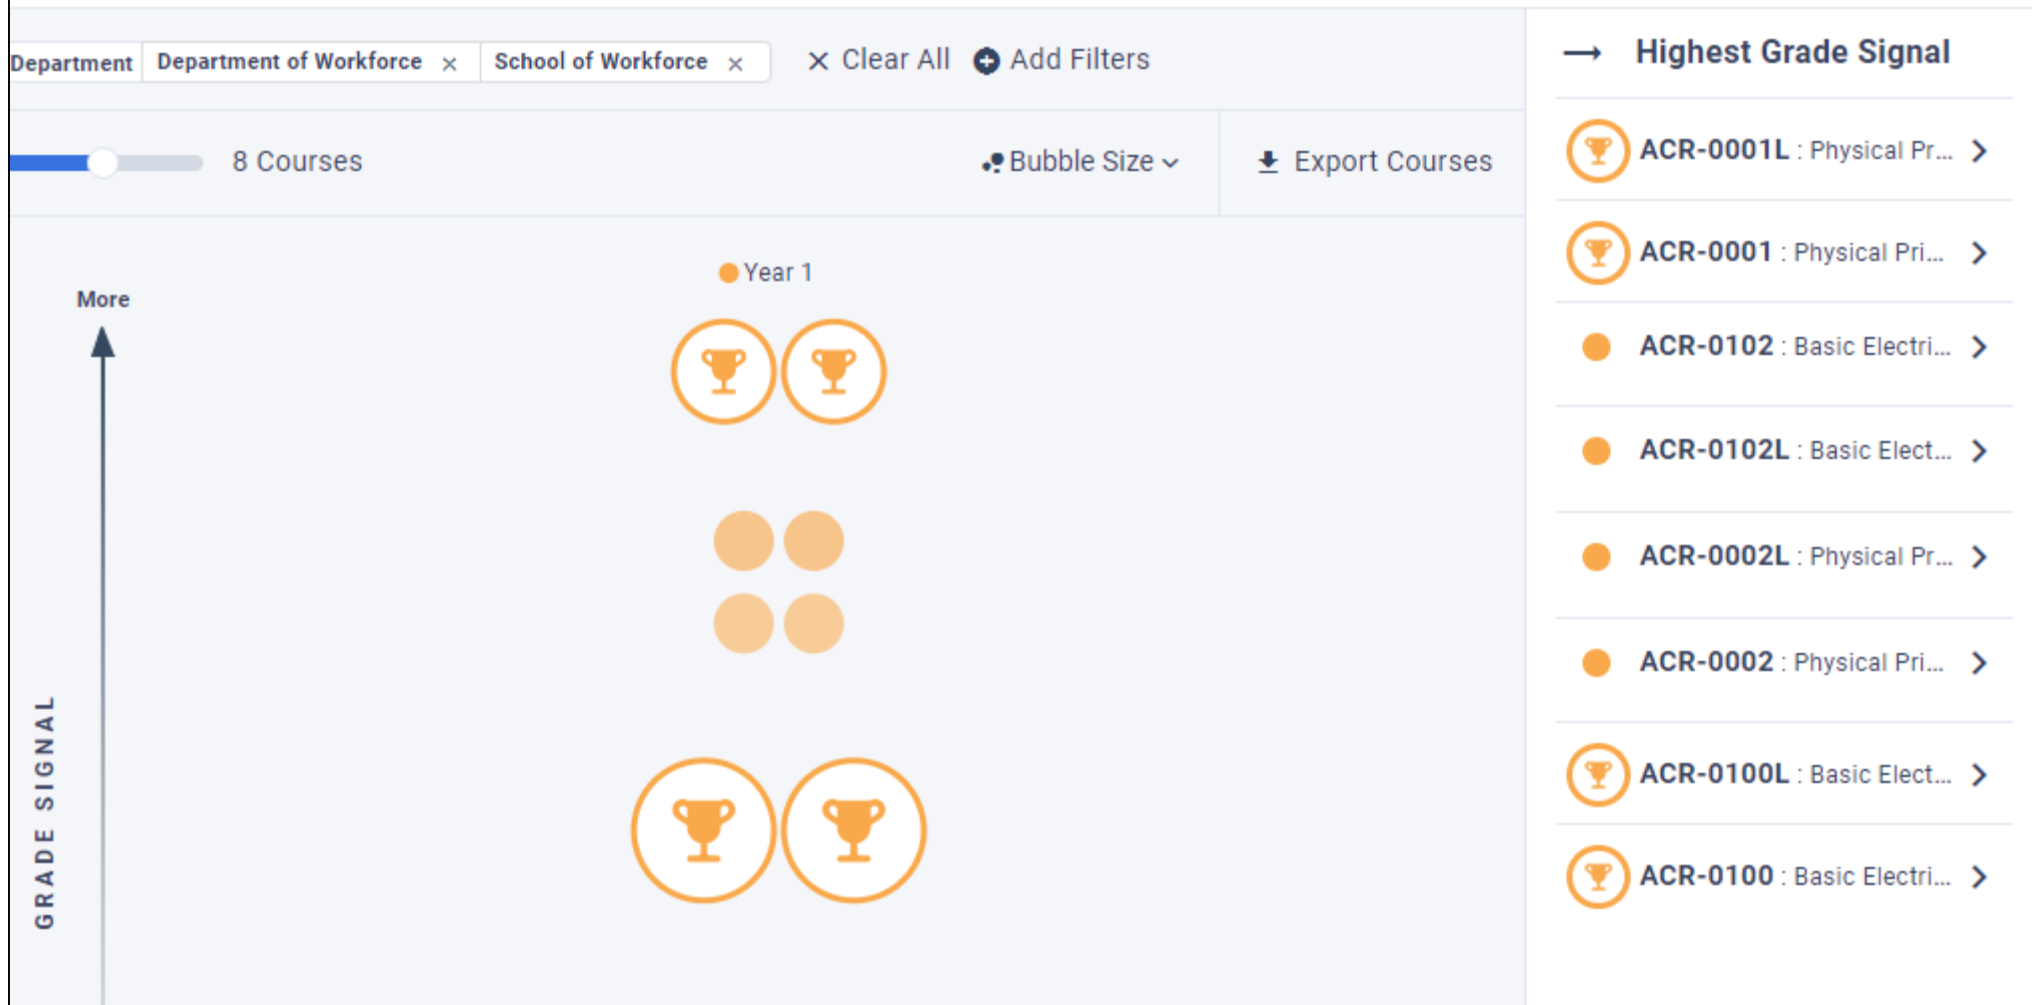 Department Department of Workforce × School of Workforce × × Clear All Add Filters
8 Courses Bubble Size Export Courses
Year 1
More
GRADE SIGNAL
Highest Grade Signal
ACR-0001L : Physical Pr...
ACR-0001 : Physical Pri...
ACR-0102 : Basic Electri...
ACR-0102L : Basic Elect...
ACR-0002L : Physical Pr...
ACR-0002 : Physical Pri...
ACR-0100L : Basic Elect...
ACR-0100 : Basic Electri...